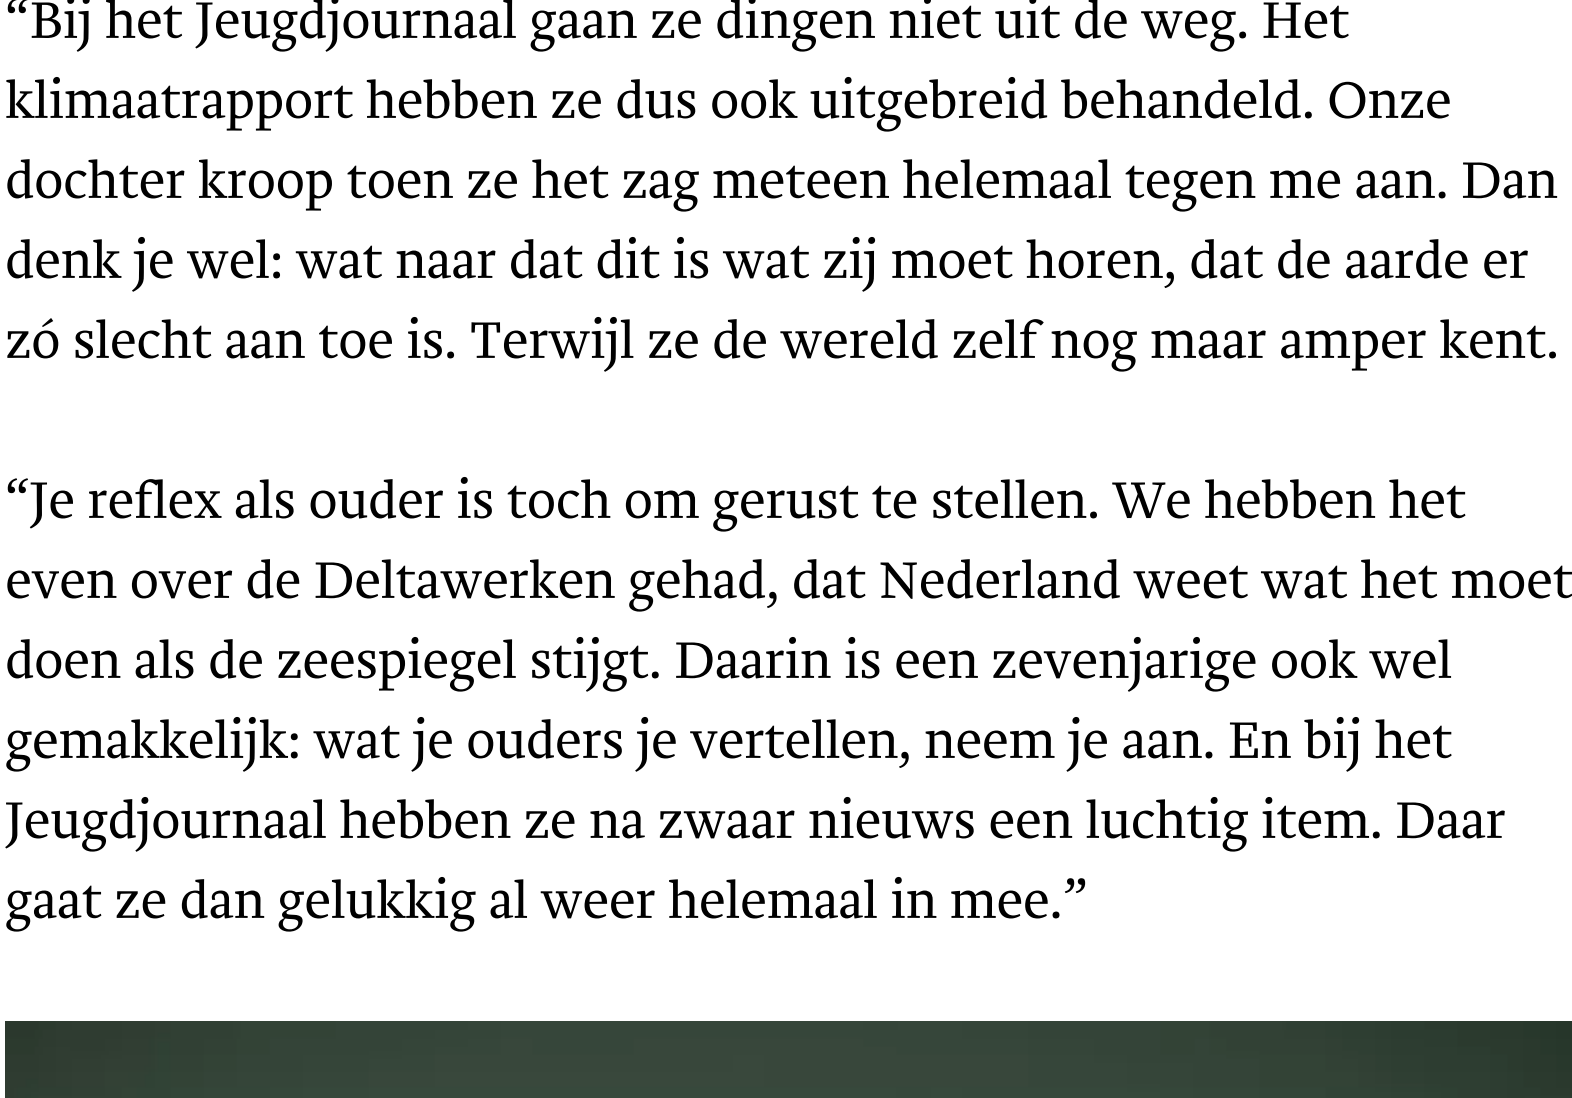 “Bij het Jeugdjournaal gaan ze dingen niet uit de weg. Het
klimaatrapport hebben ze dus ook uitgebreid behandeld. Onze
dochter kroop toen ze het zag meteen helemaal tegen me aan. Dan
denk je wel: wat naar dat dit is wat zij moet horen, dat de aarde er
zó slecht aan toe is. Terwijl ze de wereld zelf nog maar amper kent.
“Je reflex als ouder is toch om gerust te stellen. We hebben het
even over de Deltawerken gehad, dat Nederland weet wat het moet
doen als de zeespiegel stijgt. Daarin is een zevenjarige ook wel
gemakkelijk: wat je ouders je vertellen, neem je aan. En bij het
Jeugdjournaal hebben ze na zwaar nieuws een luchtig item. Daar
gaat ze dan gelukkig al weer helemaal in mee.”